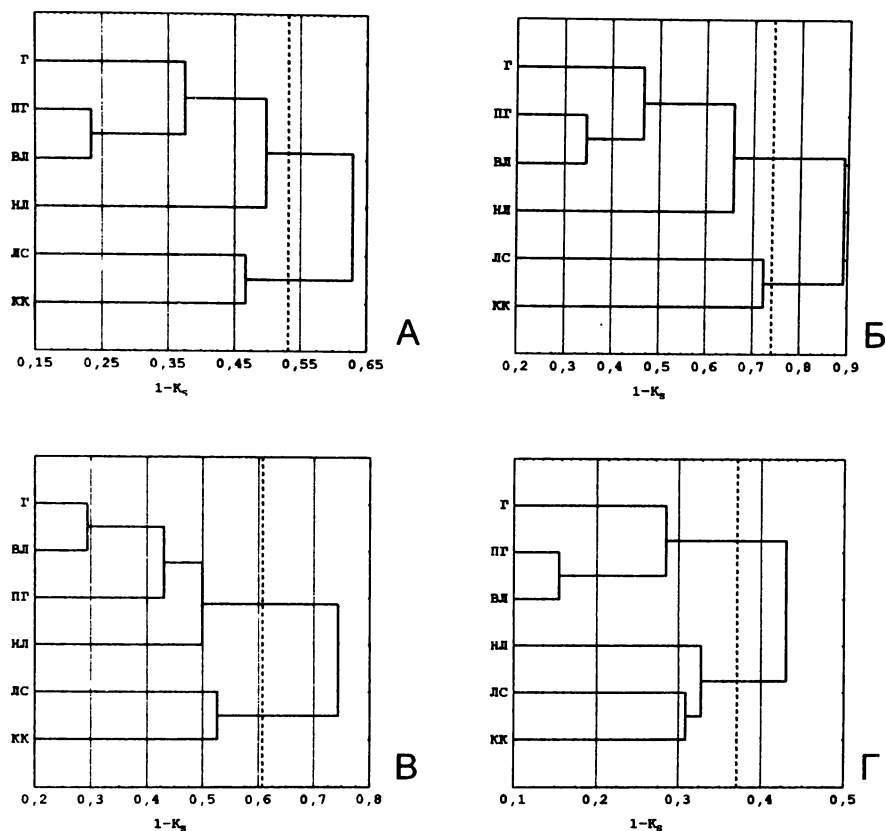 Г
ПГ
ВЛ
НЛ
ЛС
КК
0,15 0,25 0,35 0,45 0,55 0,65
1-Ks
А
Г
ПГ
ВЛ
НЛ
ЛС
КК
0,2 0,3 0,4 0,5 0,6 0,7 0,8 0,9
1-Ks
Б
Г
ВЛ
ПГ
НЛ
ЛС
КК
0,2 0,3 0,4 0,5 0,6 0,7 0,8
1-Ks
В
Г
ПГ
ВЛ
НЛ
ЛС
КК
0,1 0,2 0,3 0,4 0,5
1-Ks
Г